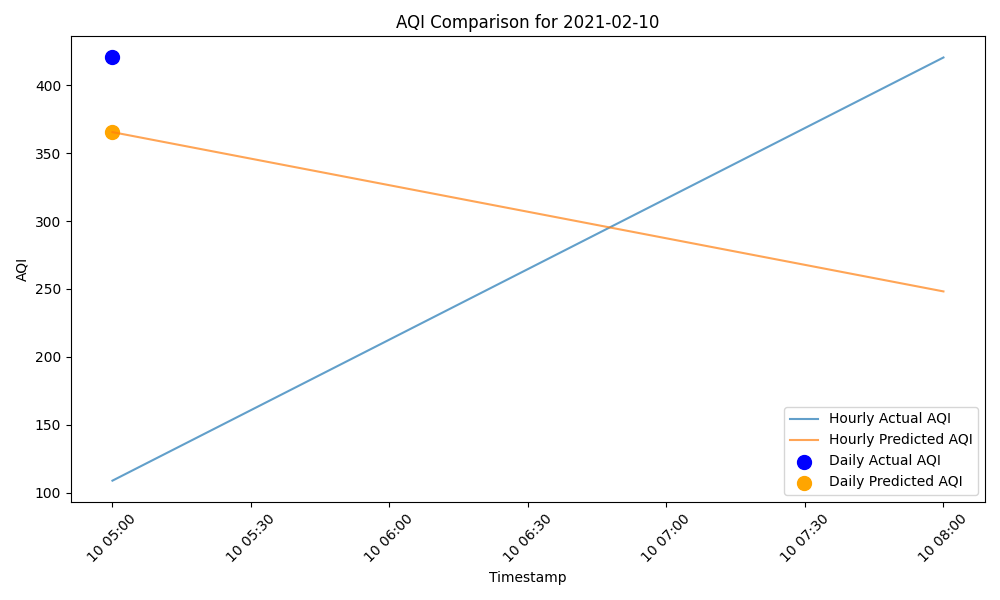 AQI Comparison for 2021-02-10
AQI
400
350
300
250
200
150
100
Hourly Actual AQI
Hourly Predicted AQI
Daily Actual AQI
Daily Predicted AQI
10 05:00
10 05:30
10 06:00
10 06:30
10 07:00
10 07:30
10 08:00
Timestamp